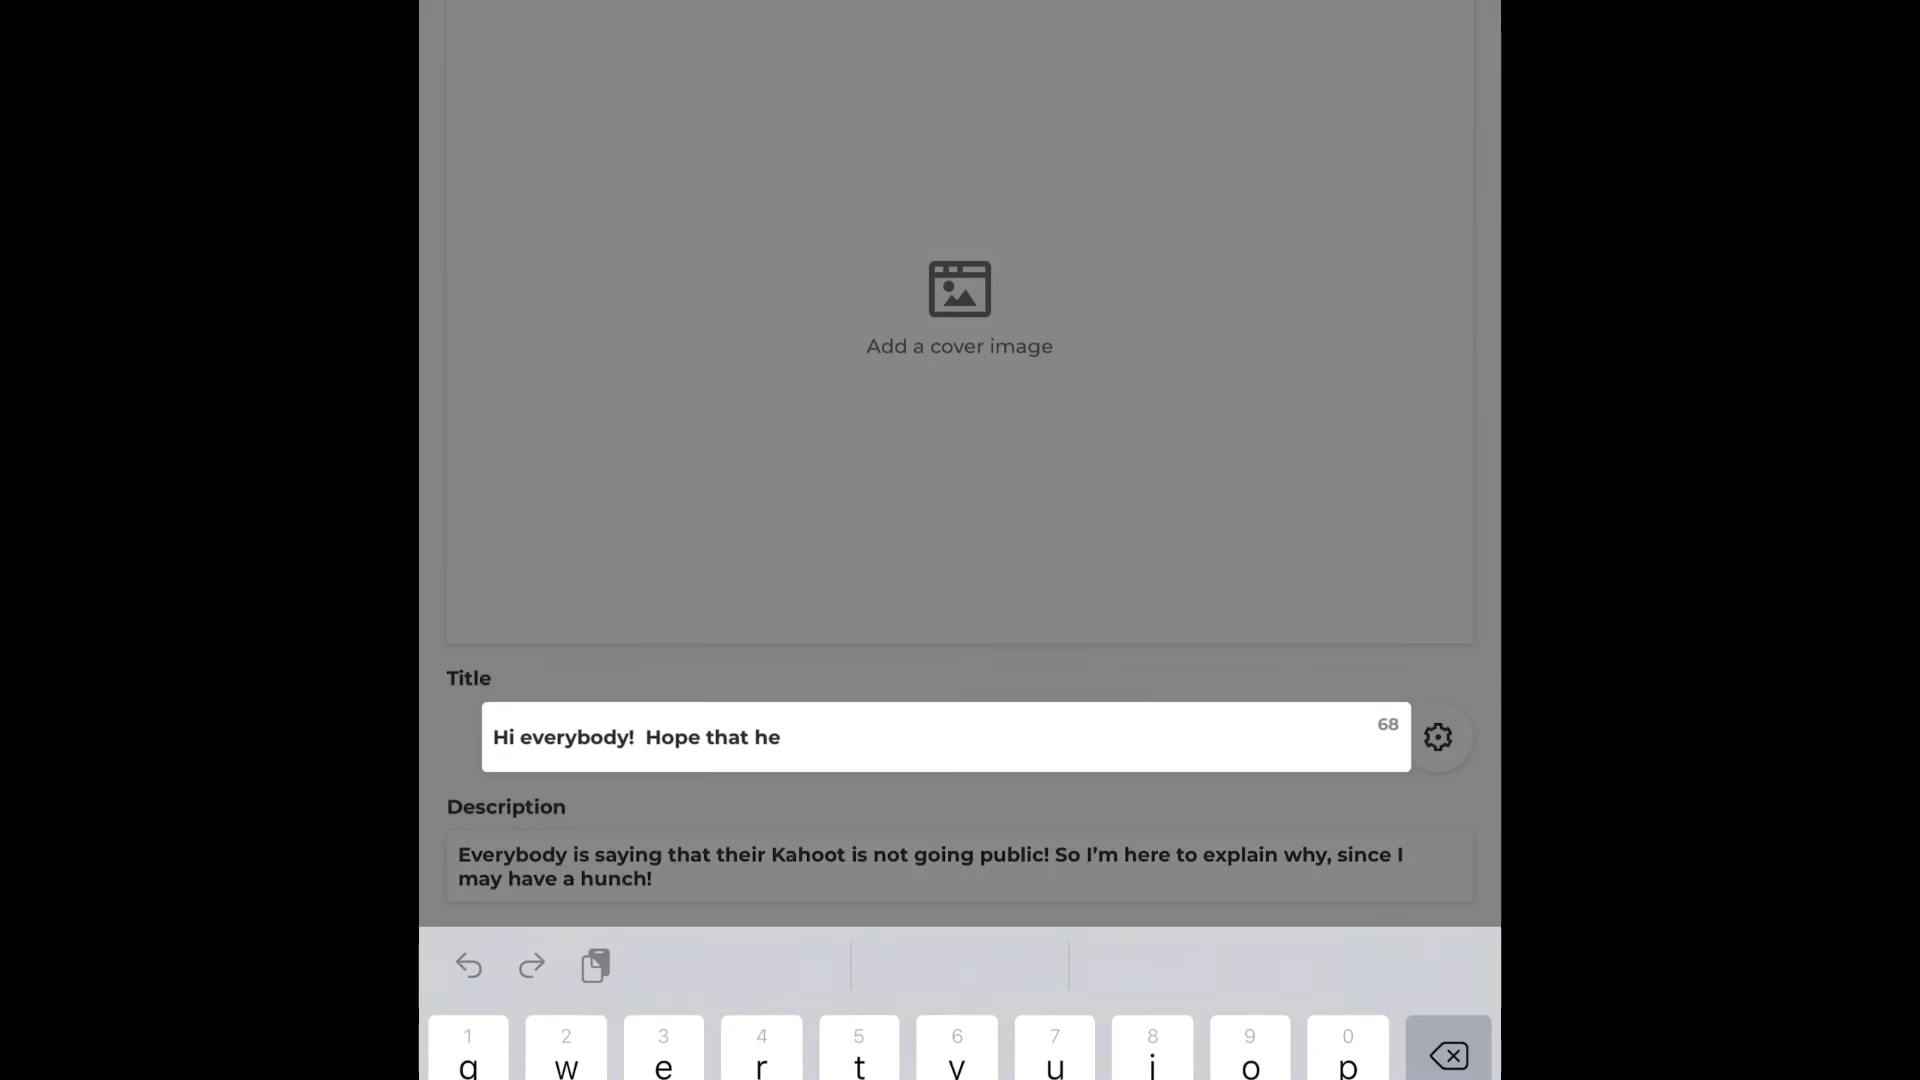 Add a cover image
Title
Hi everybody!  Hope that he
68
Description
Everybody is saying that their Kahoot is not going public! So I’m here to explain why, since I
may have a hunch!
1 2 3 4 5 6 7 8 9 0
q w e r t y u i o p